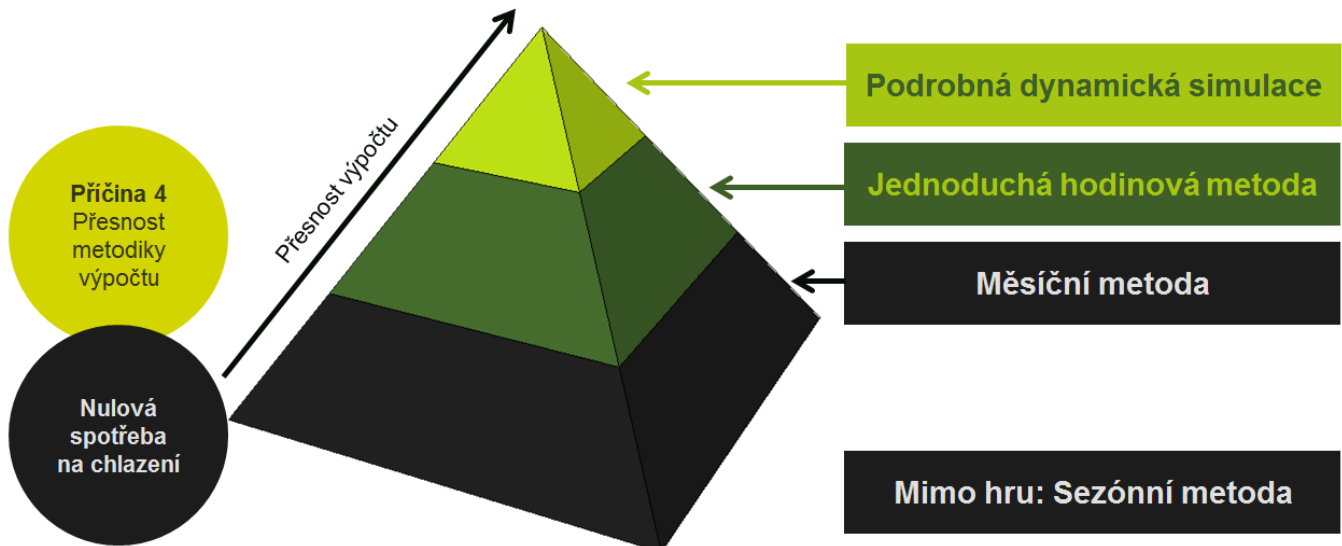 Příčina 4
Přesnost
metodiky
výpočtu
Nulová
spotřeba
na chlazení
Přesnost výpočtu
Podrobná dynamická simulace
Jednoduchá hodinová metoda
Měsíční metoda
Mimo hru: Sezónní metoda